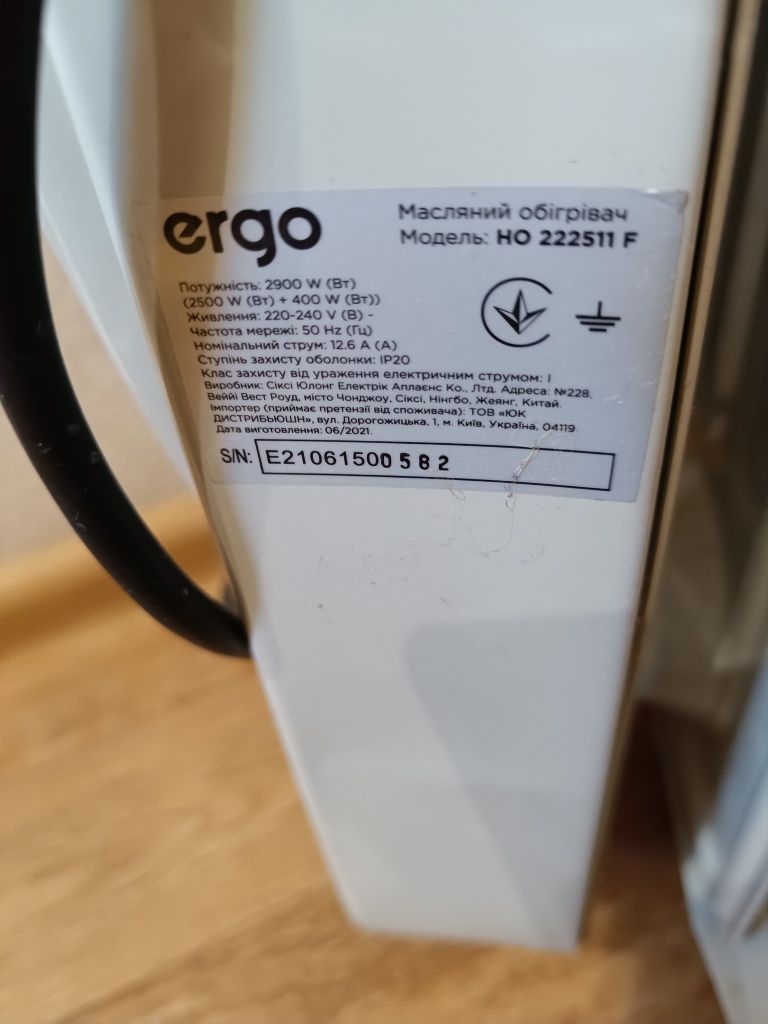 ergo
Масляний обігрівач
Модель: HO 222511 F
Потужність: 2900 W (Вт)
(2500 W (Вт) + 400 W (Вт))
Живлення: 220-240 V (В) ~
Частота мережі: 50 Hz (Гц)
Номінальний струм: 12.6 A (А)
Ступінь захисту оболонки: IP20
Клас захисту від ураження електричним струмом: I
Виробник: Сіксі Юлонг Електрік Апплаєнс Ко., Лтд. Адреса: №228,
Веййі Вест Роуд, місто Чонджоу, Сіксі, Нінгбо, Жеянг, Китай.
Імпортер (приймає претензії від споживача): ТОВ «ЮК
ДИСТРИБЬЮШН», вул. Дорогожицька, 1, м. Київ, Україна, 04119.
Дата виготовлення: 06/2021.
S/N: E21061500582